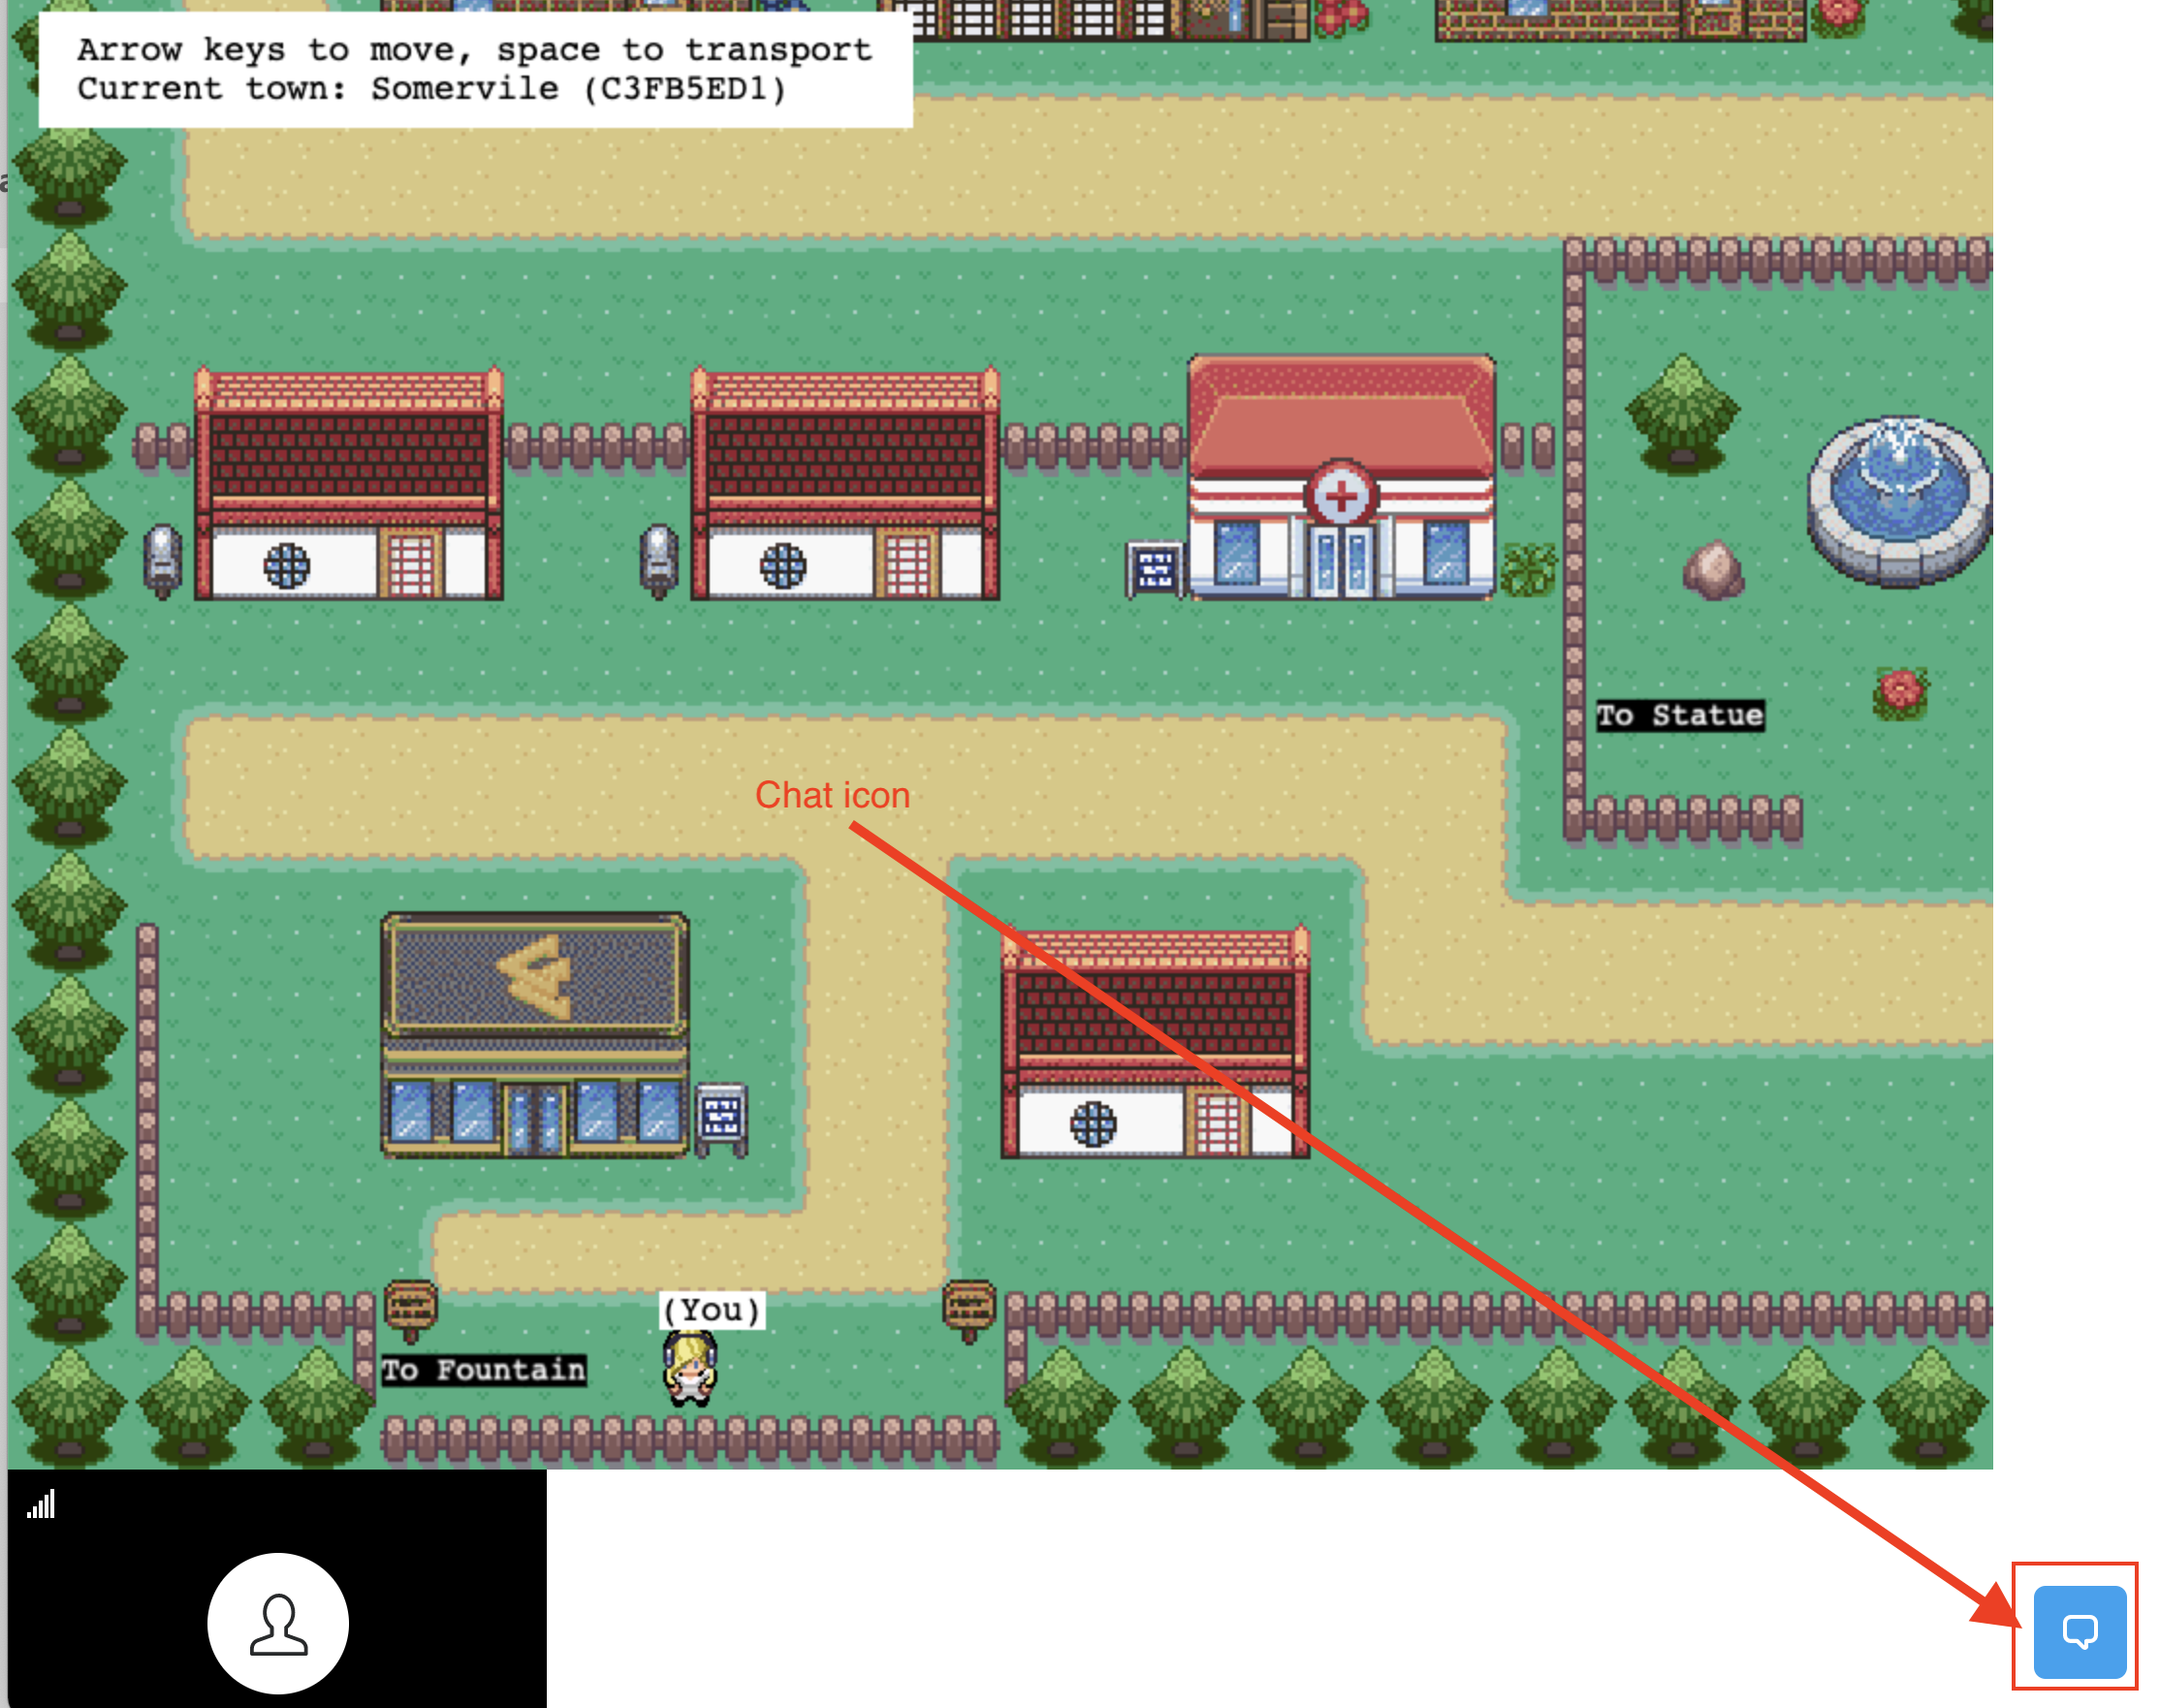 Arrow keys to move, space to transport
Current town: Somervile (C3FB5ED1)
To Statue
Chat icon
(You)
To Fountain